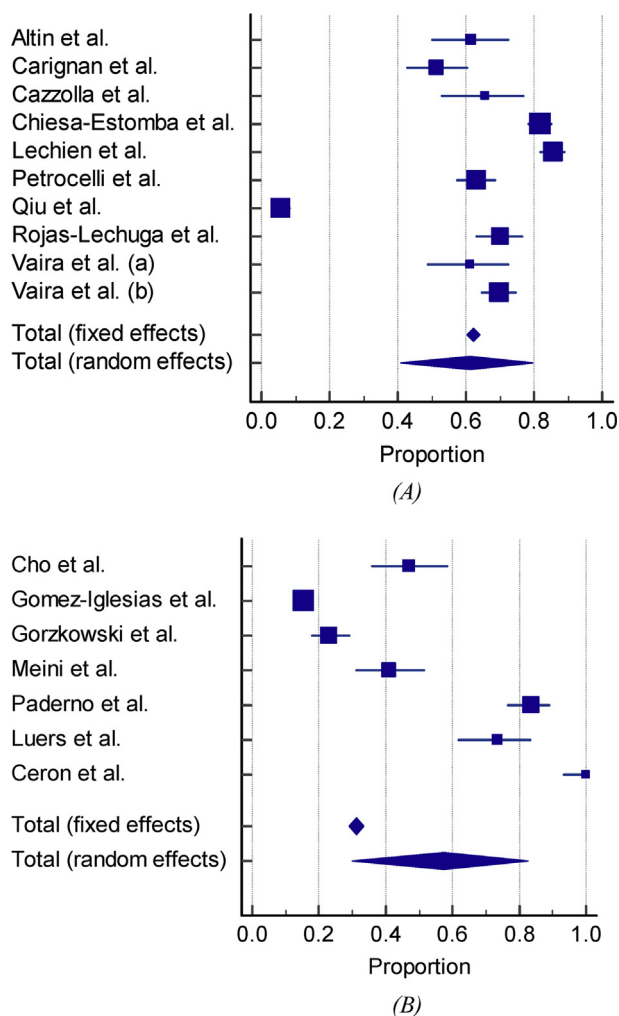 Altin et al.
Carignan et al.
Cazzolla et al.
Chiesa-Estomba et al.
Lechien et al.
Petrocelli et al.
Qiu et al.
Rojas-Lechuga et al.
Vaira et al. (a)
Vaira et al. (b)
Total (fixed effects)
Total (random effects)
0.0 0.2 0.4 0.6 0.8 1.0
Proportion
(A)
Cho et al.
Gomez-Iglesias et al.
Gorzkowski et al.
Meini et al.
Paderno et al.
Luers et al.
Ceron et al.
Total (fixed effects)
Total (random effects)
0.0 0.2 0.4 0.6 0.8 1.0
Proportion
(B)